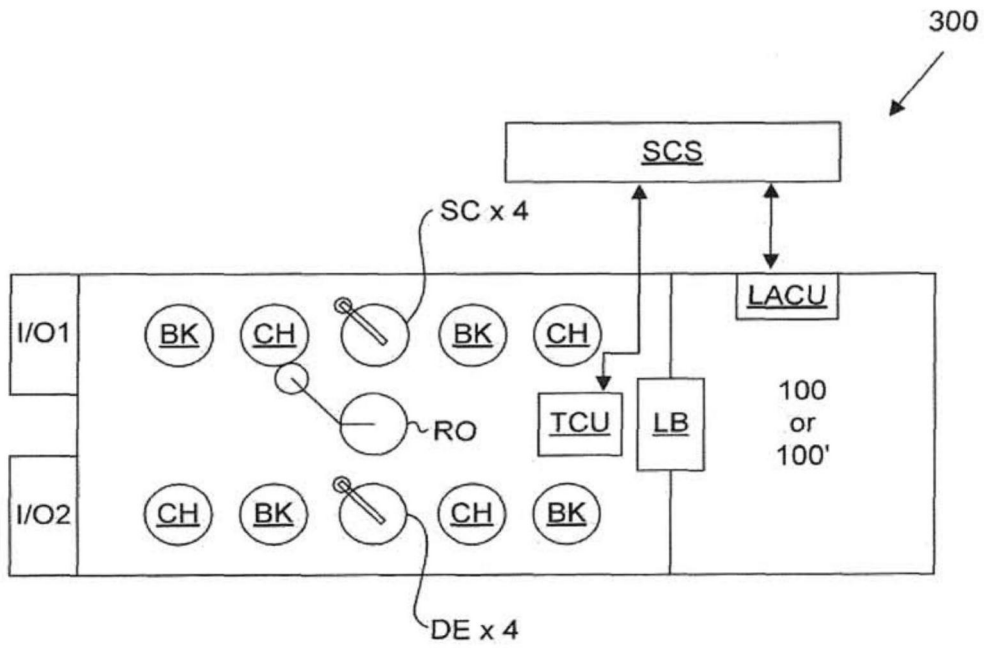 300
SCS
SC x 4
I/O1
BK
CH
BK
CH
LACU
RO
TCU
LB
100
or
100'
I/O2
CH
BK
CH
BK
DE x 4